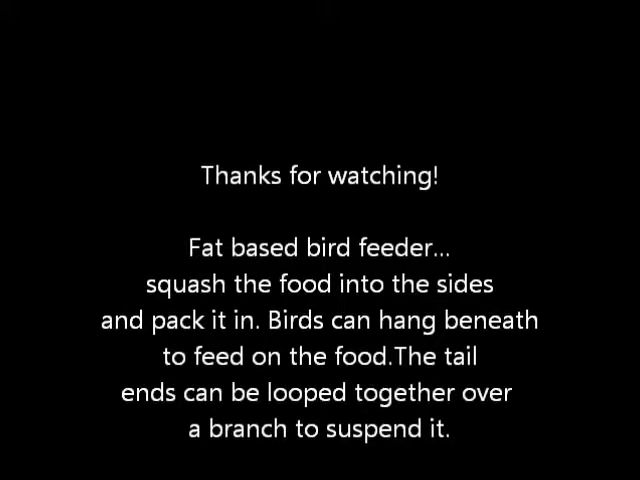 Thanks for watching!
Fat based bird feeder...
squash the food into the sides
and pack it in. Birds can hang beneath
to feed on the food.The tail
ends can be looped together over
a branch to suspend it.